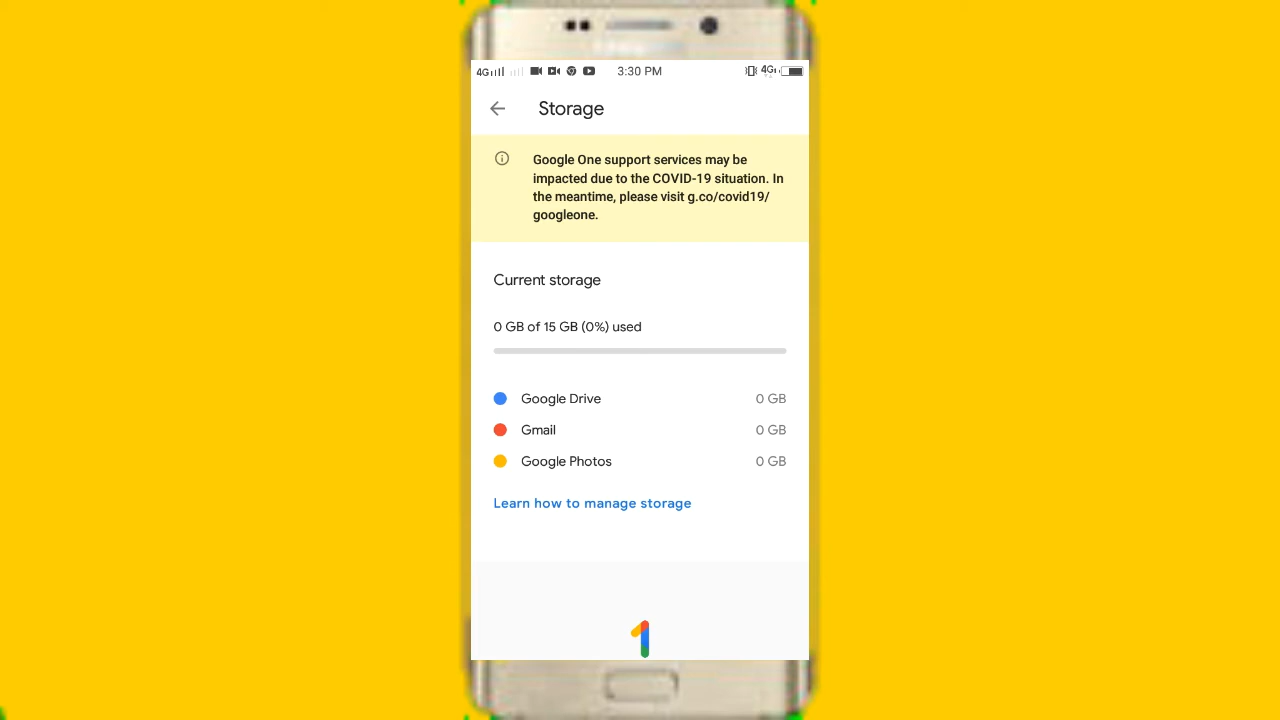 4G 3:30 PM 4G
Storage
Google One support services may be
impacted due to the COVID-19 situation. In
the meantime, please visit g.co/covid19/
googleone.
Current storage
0 GB of 15 GB (0%) used
Google Drive 0 GB
Gmail 0 GB
Google Photos 0 GB
Learn how to manage storage